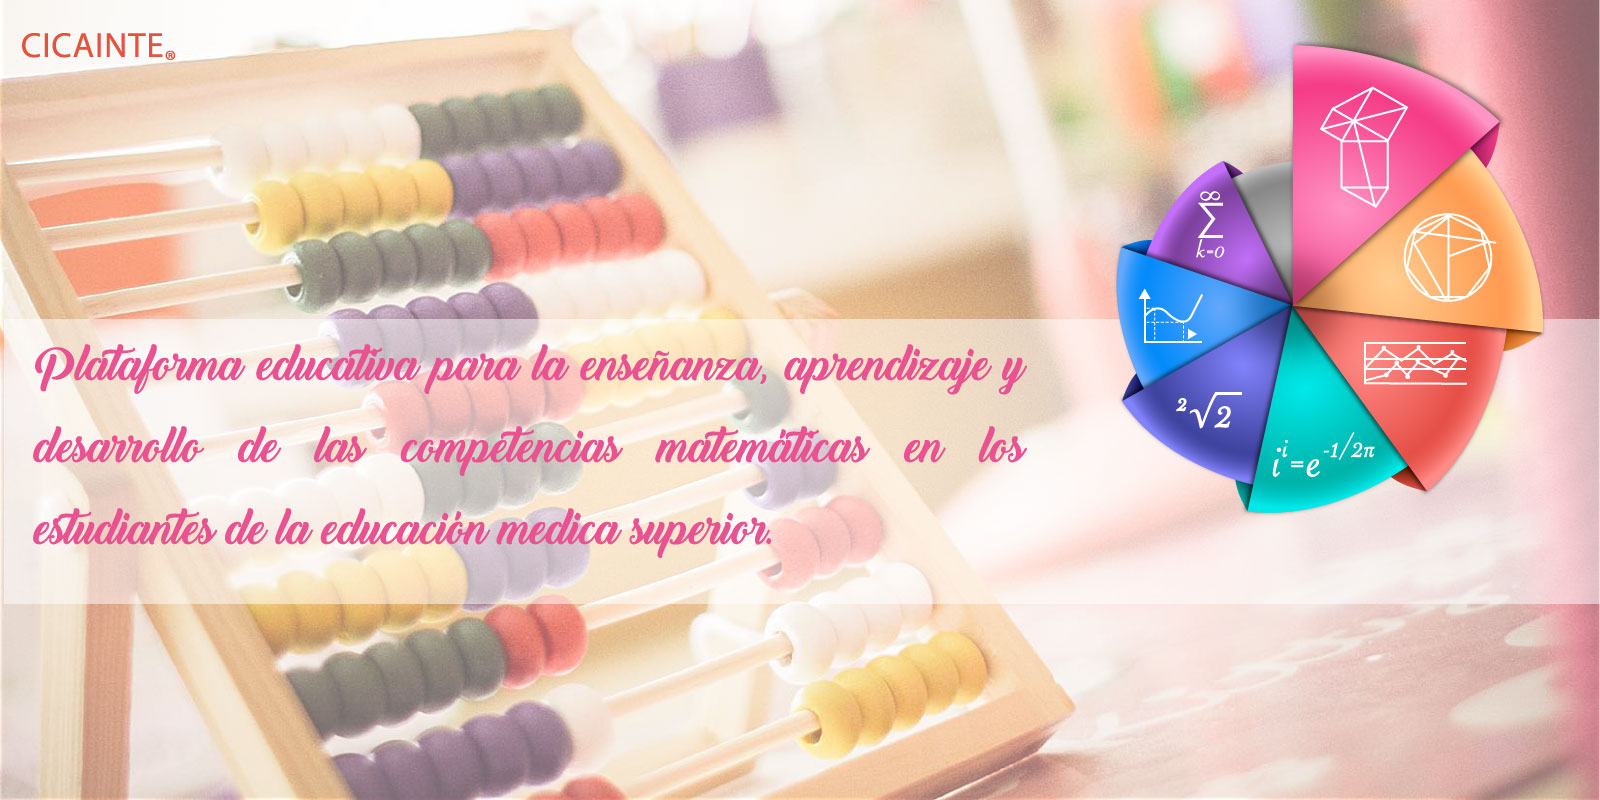 CICAINTE®
Plataforma educativa para la enseñanza, aprendizaje y
desarrollo de las competencias matemáticas en los
estudiantes de la educación medica superior.
∞
∑
k=0
²√2
i^i=e^-1/2π